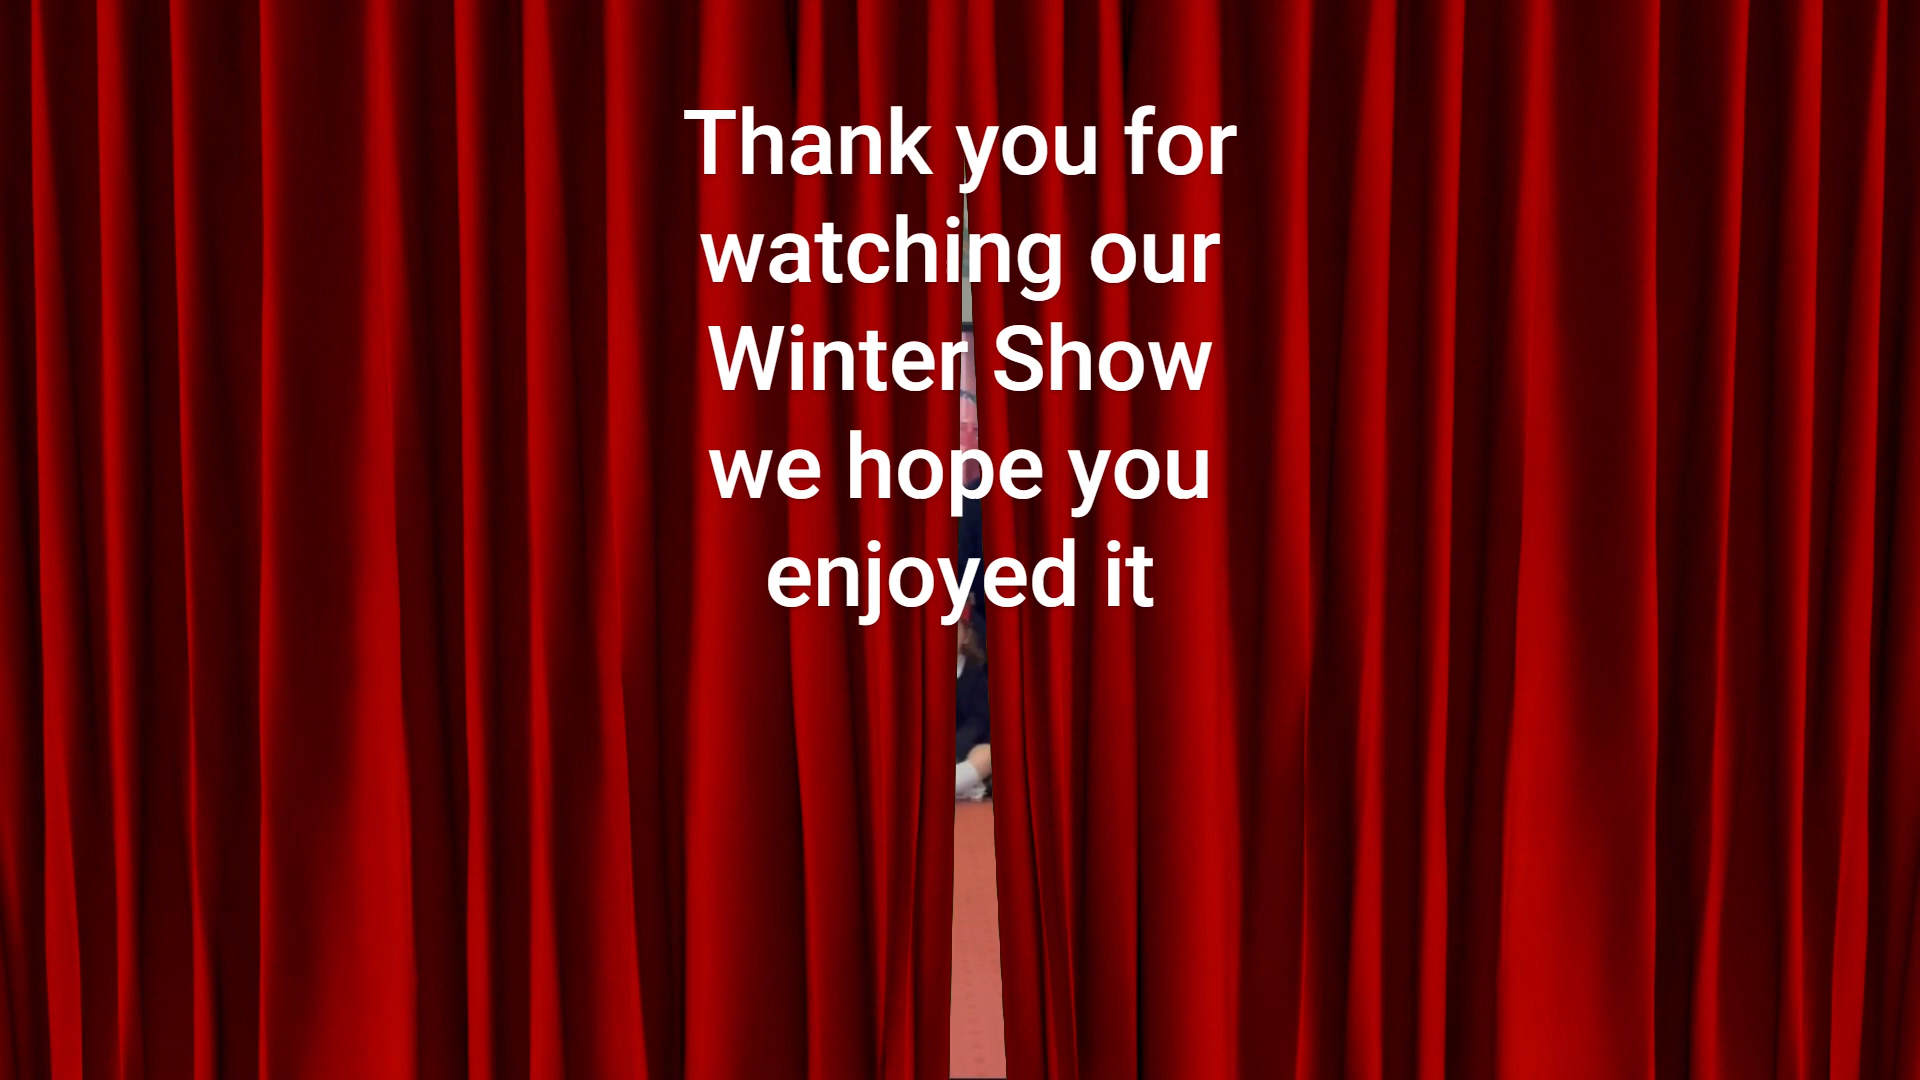 Thank you for
watching our
Winter Show
we hope you
enjoyed it